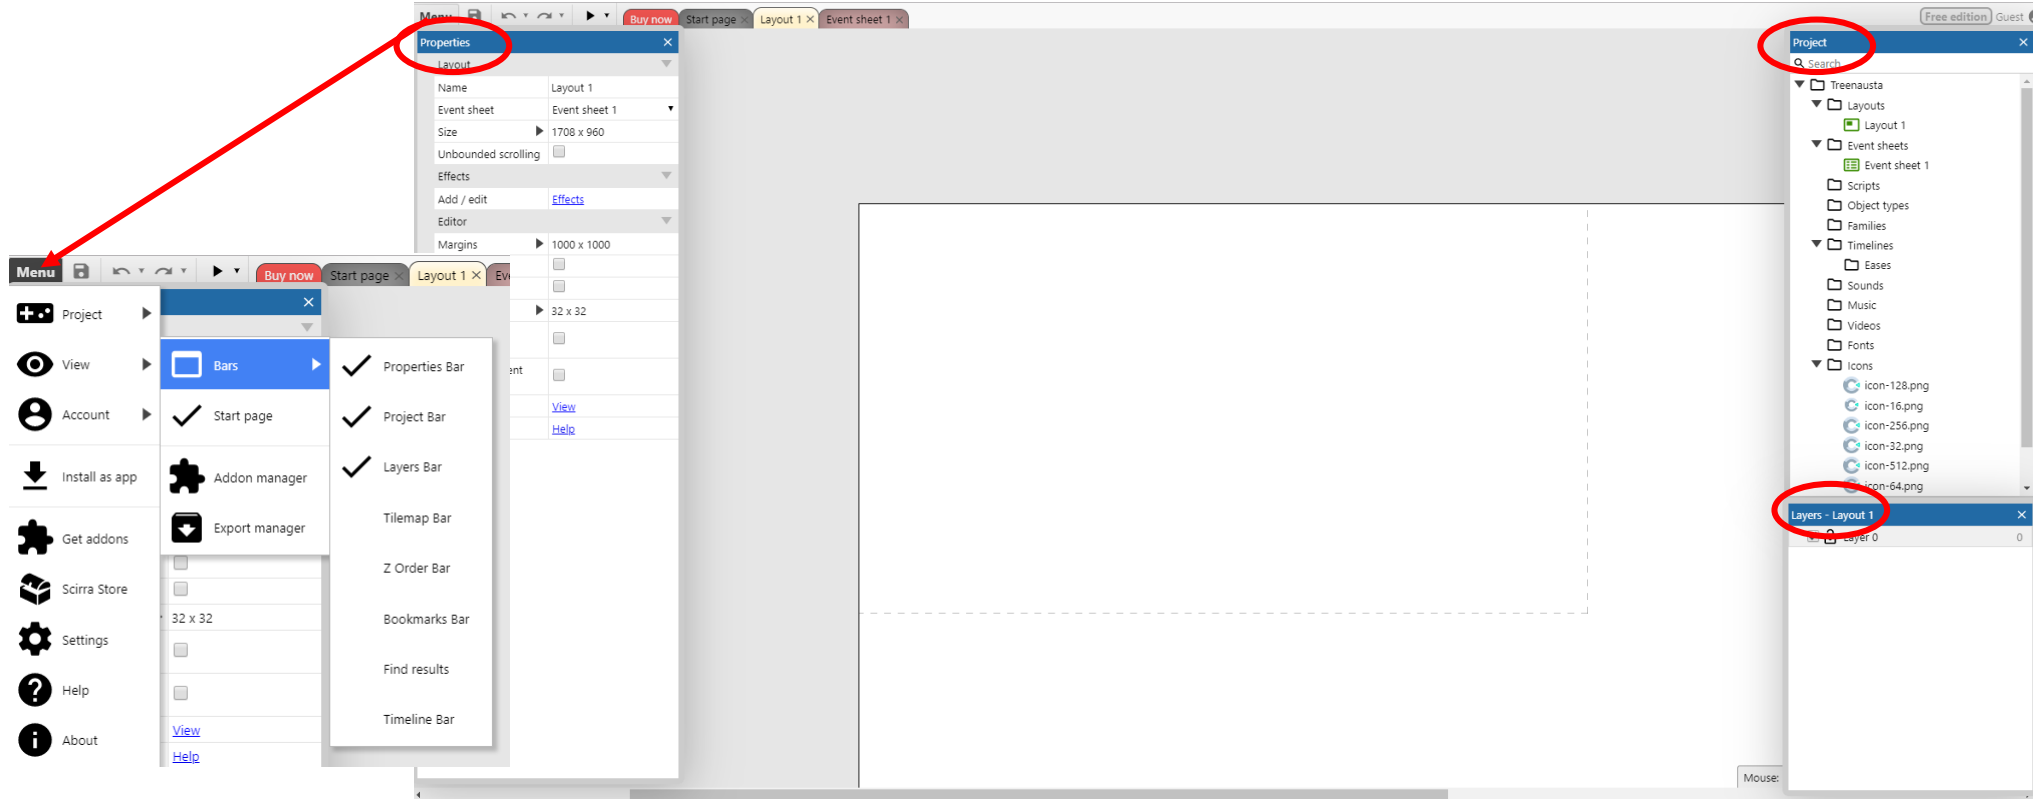 Menu
Buy now
Start page
Layout 1
Event sheet 1
Free edition
Guest
Properties
Layout
Name
Layout 1
Event sheet
Event sheet 1
Size
1708 x 960
Unbounded scrolling
Effects
Add / edit
Effects
Editor
Margins
1000 x 1000
32 x 32
ent
View
Help
Menu
Buy now
Start page
Layout 1
Ev
Project
View
Account
Install as app
Get addons
Scirra Store
Settings
Help
About
Bars
Start page
Addon manager
Export manager
Properties Bar
Project Bar
Layers Bar
Tilemap Bar
Z Order Bar
Bookmarks Bar
Find results
Timeline Bar
32 x 32
View
Help
Project
Search
Treenausta
Layouts
Layout 1
Event sheets
Event sheet 1
Scripts
Object types
Families
Timelines
Eases
Sounds
Music
Videos
Fonts
Icons
icon-128.png
icon-16.png
icon-256.png
icon-32.png
icon-512.png
icon-64.png
Layers - Layout 1
Layer 0
0
Mouse: